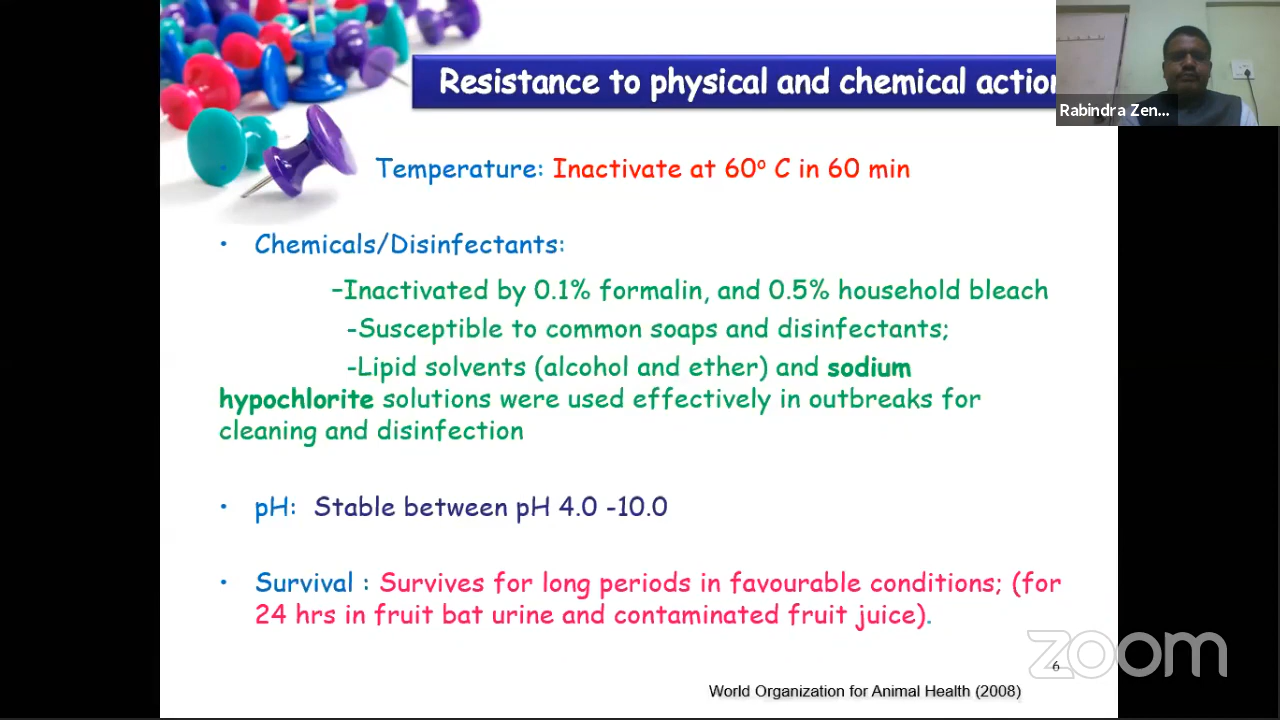 Resistance to physical and chemical action
Rabindra Zen...
Temperature: Inactivate at 60° C in 60 min
• Chemicals/Disinfectants:
–Inactivated by 0.1% formalin, and 0.5% household bleach
-Susceptible to common soaps and disinfectants;
-Lipid solvents (alcohol and ether) and sodium
hypochlorite solutions were used effectively in outbreaks for
cleaning and disinfection
• pH: Stable between pH 4.0 -10.0
• Survival : Survives for long periods in favourable conditions; (for
24 hrs in fruit bat urine and contaminated fruit juice).
zoom
6
World Organization for Animal Health (2008)